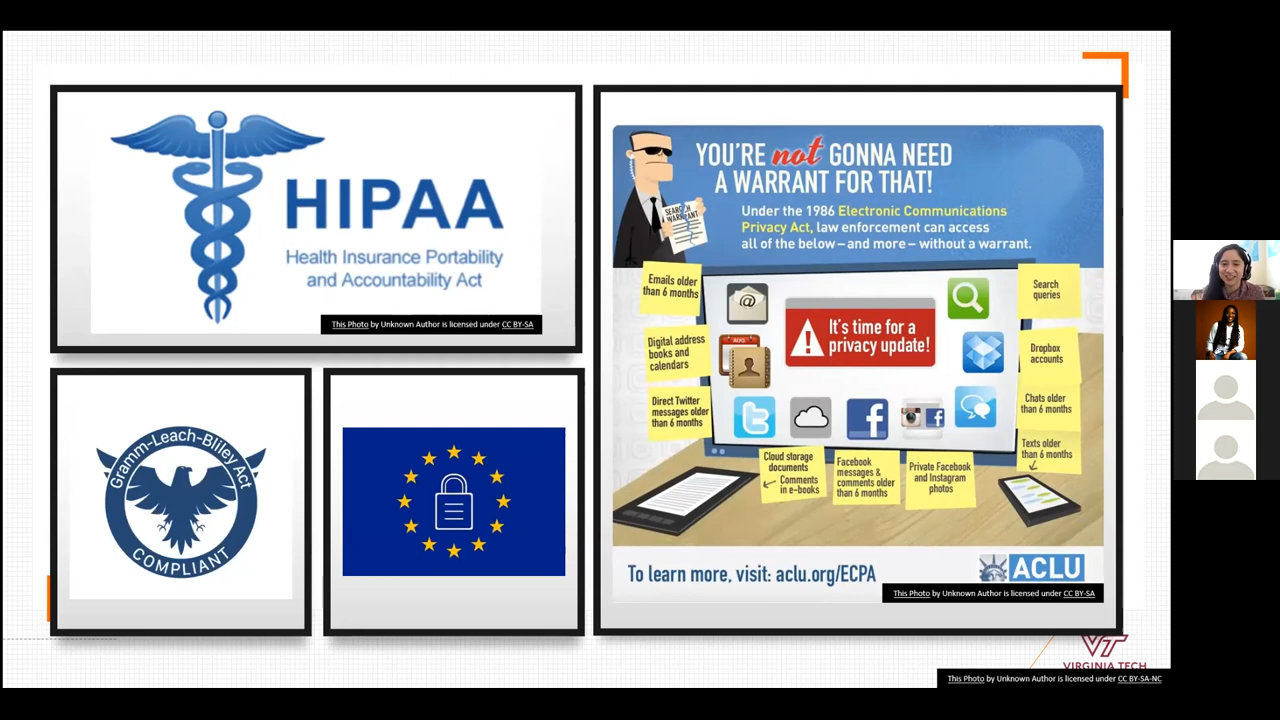 HIPAA
Health Insurance Portability
and Accountability Act
This Photo by Unknown Author is licensed under CC BY-SA
Gramm-Leach-Bliley Act
COMPLIANT
YOU'RE not GONNA NEED
A WARRANT FOR THAT!
SEARCH
WARRANT
Under the 1986 Electronic Communications
Privacy Act, law enforcement can access
all of the below – and more – without a warrant.
Emails older
than 6 months
Digital address
books and
calendars
Direct Twitter
messages older
than 6 months
AUG.
It's time for a
privacy update!
Search
queries
Dropbox
accounts
Chats older
than 6 months
Texts older
than 6 months
Cloud storage
documents
Comments
in e-books
Facebook
messages &
comments older
than 6 months
Private Facebook
and Instagram
photos
To learn more, visit: aclu.org/ECPA
ACLU
This Photo by Unknown Author is licensed under CC BY-SA
VIRGINIA TECH
This Photo by Unknown Author is licensed under CC BY-SA-NC